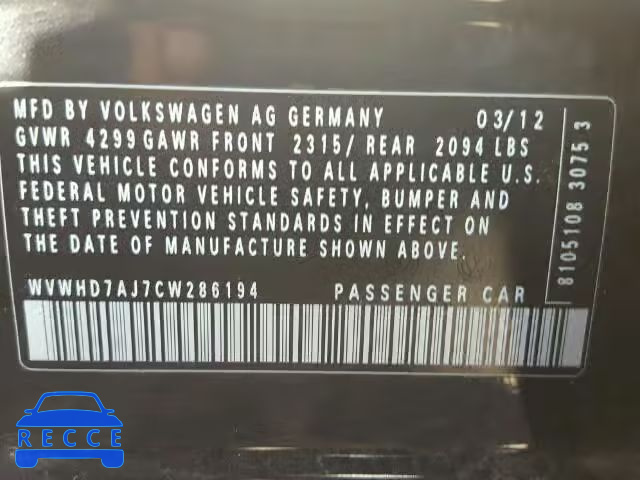 MFD BY VOLKSWAGEN AG GERMANY 03/12
GVWR 4299 GAWR FRONT 2315/ REAR 2094 LBS
THIS VEHICLE CONFORMS TO ALL APPLICABLE U.S.
FEDERAL MOTOR VEHICLE SAFETY, BUMPER AND
THEFT PREVENTION STANDARDS IN EFFECT ON
THE DATE OF MANUFACTURE SHOWN ABOVE.
WVWHD7AJ7CW286194 PASSENGER CAR
8105108 3075 3
RECCE